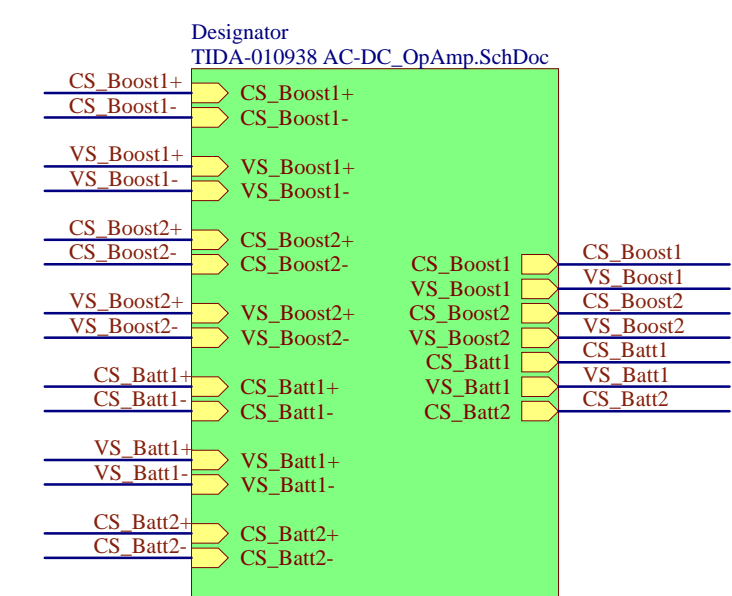 Designator
TIDA-010938 AC-DC_OpAmp.SchDoc
CS_Boost1+
CS_Boost1+
CS_Boost1-
CS_Boost1-
VS_Boost1+
VS_Boost1+
VS_Boost1-
VS_Boost1-
CS_Boost2+
CS_Boost2+
CS_Boost2-
CS_Boost2-
VS_Boost2+
VS_Boost2+
VS_Boost2-
VS_Boost2-
CS_Batt1+
CS_Batt1+
CS_Batt1-
CS_Batt1-
VS_Batt1+
VS_Batt1+
VS_Batt1-
VS_Batt1-
CS_Batt2+
CS_Batt2+
CS_Batt2-
CS_Batt2-
CS_Boost1
CS_Boost1
VS_Boost1
VS_Boost1
CS_Boost2
CS_Boost2
VS_Boost2
VS_Boost2
CS_Batt1
CS_Batt1
VS_Batt1
VS_Batt1
CS_Batt2
CS_Batt2